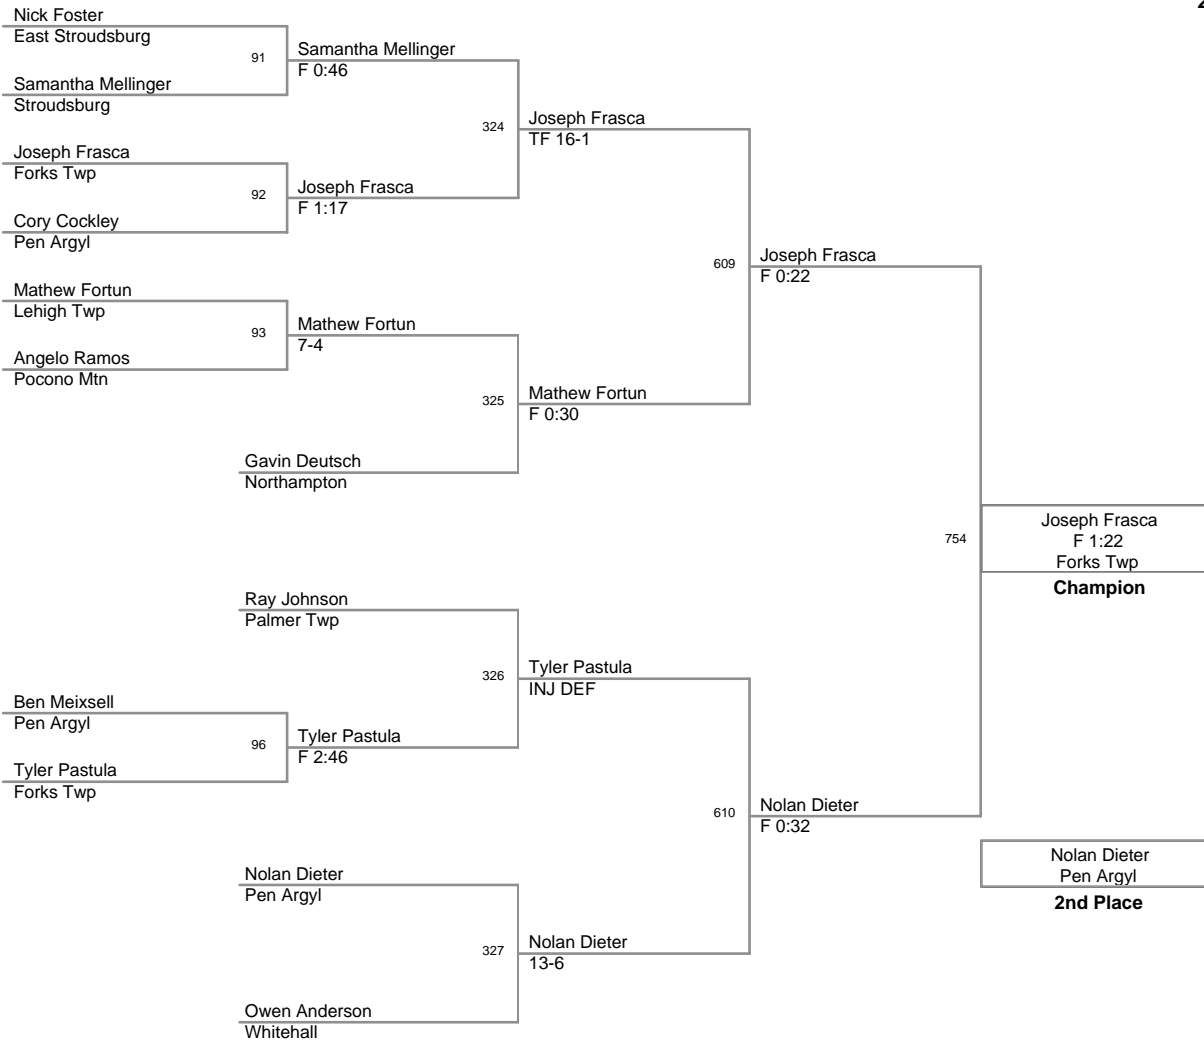 2
Nick Foster
East Stroudsburg
91
Samantha Mellinger
F 0:46
Samantha Mellinger
Stroudsburg
324
Joseph Frasca
TF 16-1
Joseph Frasca
Forks Twp
92
Joseph Frasca
F 1:17
Cory Cockley
Pen Argyl
609
Joseph Frasca
F 0:22
Mathew Fortun
Lehigh Twp
93
Mathew Fortun
7-4
Angelo Ramos
Pocono Mtn
325
Mathew Fortun
F 0:30
Gavin Deutsch
Northampton
754
Joseph Frasca
F 1:22
Forks Twp
Champion
Ray Johnson
Palmer Twp
326
Tyler Pastula
INJ DEF
Ben Meixsell
Pen Argyl
96
Tyler Pastula
F 2:46
Tyler Pastula
Forks Twp
610
Nolan Dieter
F 0:32
Nolan Dieter
Pen Argyl
2nd Place
Nolan Dieter
Pen Argyl
327
Nolan Dieter
13-6
Owen Anderson
Whitehall